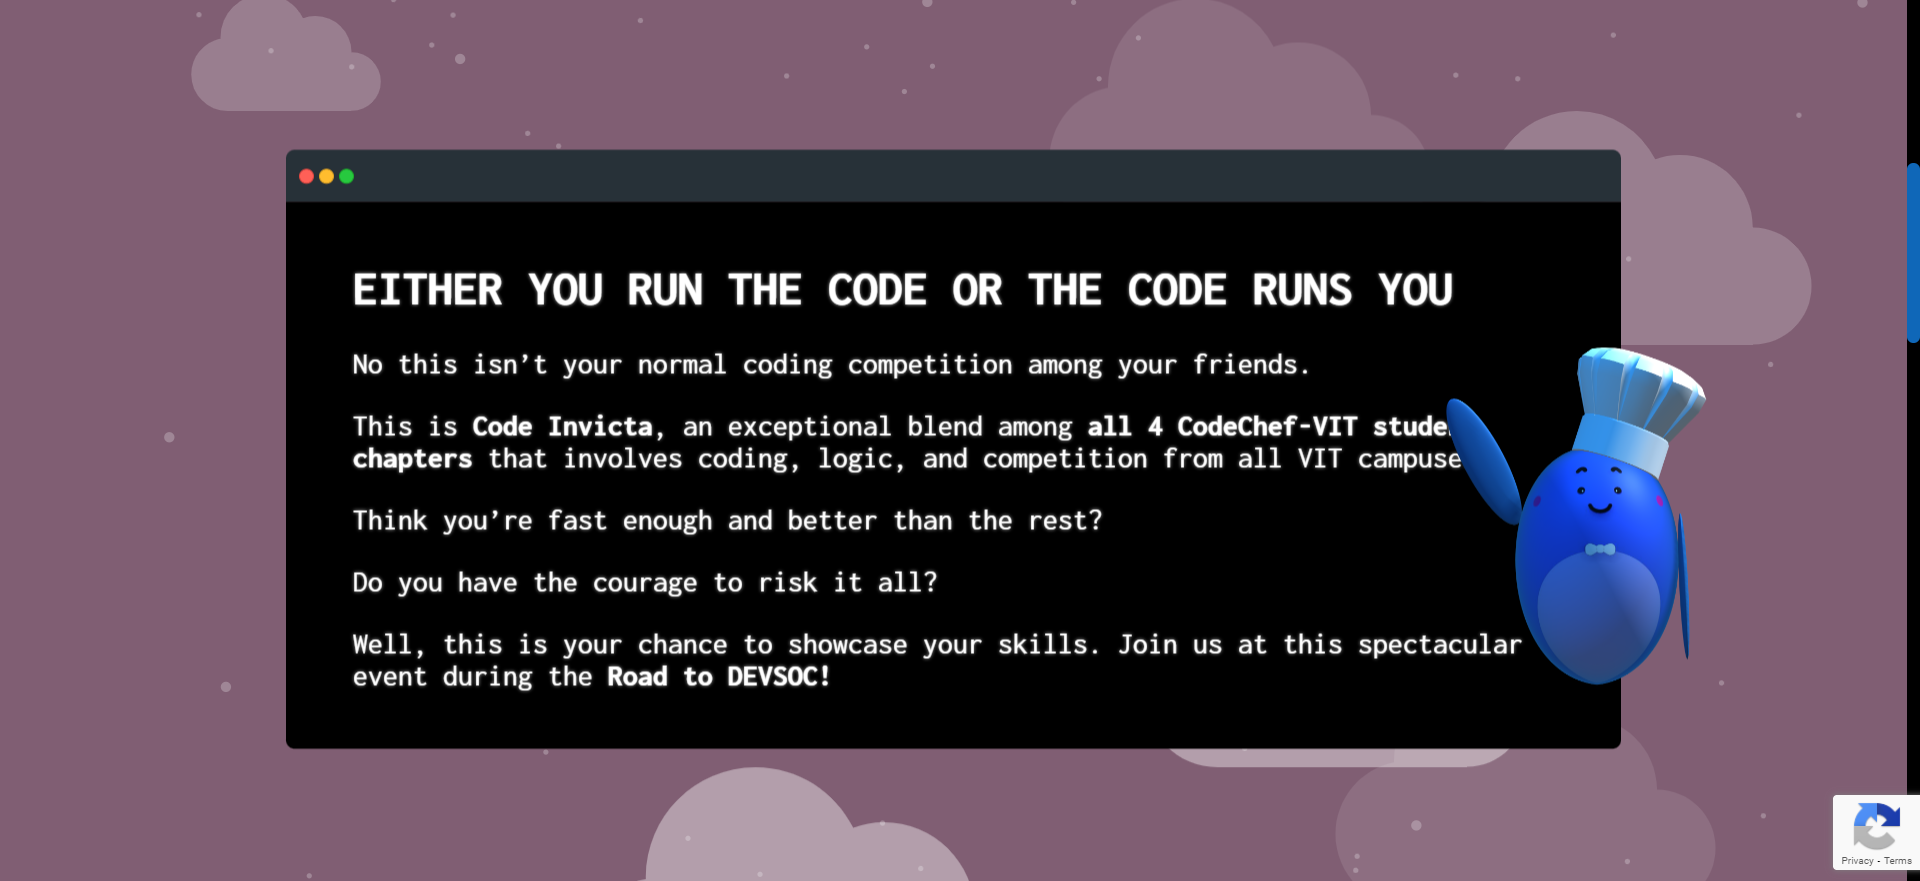 EITHER YOU RUN THE CODE OR THE CODE RUNS YOU
No this isn’t your normal coding competition among your friends.
This is Code Invicta, an exceptional blend among all 4 CodeChef-VIT
chapters that involves coding, logic, and competition from all VIT
Think you’re fast enough and better than the rest?
Do you have the courage to risk it all?
Well, this is your chance to showcase your skills. Join us at this spectacular
event during the Road to DEVSOC!
Privacy - Terms